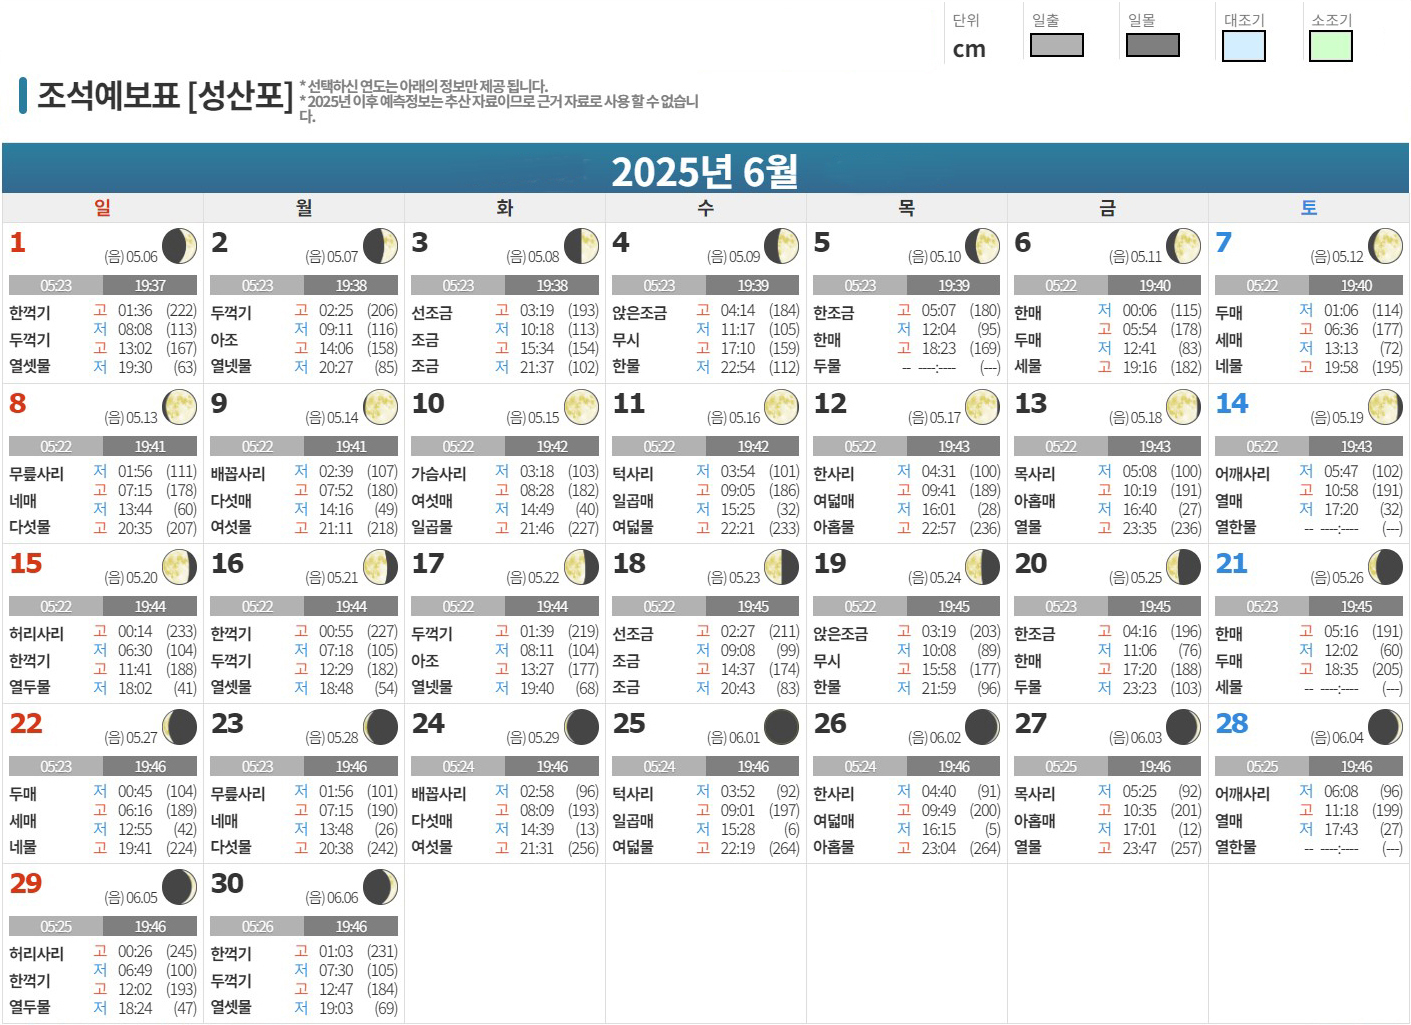 단위 일출 일몰 대조기 소조기
cm
조석예보표 [성산포]
* 선택하신 연도는 아래의 정보만 제공 됩니다.
* 2025년 이후 예측정보는 추산 자료이므로 근거 자료로 사용 할 수 없습니
다.
2025년 6월
일 월 화 수 목 금 토
1 (음) 05.06
05:23 19:37
한꺽기 고 01:36 (222)
두꺽기 저 08:08 (113)
고 13:02 (167)
열셋물 저 19:30 (63)
2 (음) 05.07
05:23 19:38
두꺽기 고 02:25 (206)
아조 저 09:11 (116)
고 14:06 (158)
열넷물 저 20:27 (85)
3 (음) 05.08
05:23 19:38
선조금 고 03:19 (193)
조금 저 10:18 (113)
고 15:34 (154)
조금 저 21:37 (102)
4 (음) 05.09
05:23 19:39
앉은조금 고 04:14 (184)
무시 저 11:17 (105)
고 17:10 (159)
한물 저 22:54 (112)
5 (음) 05.10
05:23 19:39
한조금 고 05:07 (180)
한매 저 12:04 (95)
고 18:23 (169)
두물 -- ----:---- (---)
6 (음) 05.11
05:22 19:40
한매 저 00:06 (115)
두매 고 05:54 (178)
저 12:41 (83)
세물 고 19:16 (182)
7 (음) 05.12
05:22 19:40
두매 저 01:06 (114)
세매 고 06:36 (177)
저 13:13 (72)
네물 고 19:58 (195)
8 (음) 05.13
05:22 19:41
무릎사리 저 01:56 (111)
네매 고 07:15 (178)
저 13:44 (60)
다섯물 고 20:35 (207)
9 (음) 05.14
05:22 19:41
배꼽사리 저 02:39 (107)
다섯매 고 07:52 (180)
저 14:16 (49)
여섯물 고 21:11 (218)
10 (음) 05.15
05:22 19:42
가슴사리 저 03:18 (103)
여섯매 고 08:28 (182)
저 14:49 (40)
일곱물 고 21:46 (227)
11 (음) 05.16
05:22 19:42
턱사리 저 03:54 (101)
일곱매 고 09:05 (186)
저 15:25 (32)
여덟물 고 22:21 (233)
12 (음) 05.17
05:22 19:43
한사리 저 04:31 (100)
여덟매 고 09:41 (189)
저 16:01 (28)
아홉물 고 22:57 (236)
13 (음) 05.18
05:22 19:43
목사리 저 05:08 (100)
아홉매 고 10:19 (191)
저 16:40 (27)
열물 고 23:35 (236)
14 (음) 05.19
05:22 19:43
어깨사리 저 05:47 (102)
열매 고 10:58 (191)
저 17:20 (32)
열한물 -- ----:---- (---)
15 (음) 05.20
05:22 19:44
허리사리 고 00:14 (233)
한꺽기 저 06:30 (104)
고 11:41 (188)
열두물 저 18:02 (41)
16 (음) 05.21
05:22 19:44
한꺽기 고 00:55 (227)
두꺽기 저 07:18 (105)
고 12:29 (182)
열셋물 저 18:48 (54)
17 (음) 05.22
05:22 19:44
두꺽기 고 01:39 (219)
아조 저 08:11 (104)
고 13:27 (177)
열넷물 저 19:40 (68)
18 (음) 05.23
05:22 19:45
선조금 고 02:27 (211)
조금 저 09:08 (99)
고 14:37 (174)
조금 저 20:43 (83)
19 (음) 05.24
05:22 19:45
앉은조금 고 03:19 (203)
무시 저 10:08 (89)
고 15:58 (177)
한물 저 21:59 (96)
20 (음) 05.25
05:23 19:45
한조금 고 04:16 (196)
한매 저 11:06 (76)
고 17:20 (188)
두물 저 23:23 (103)
21 (음) 05.26
05:23 19:45
한매 고 05:16 (191)
두매 저 12:02 (60)
고 18:35 (205)
세물 -- ----:---- (---)
22 (음) 05.27
05:23 19:46
두매 저 00:45 (104)
세매 고 06:16 (189)
저 12:55 (42)
네물 고 19:41 (224)
23 (음) 05.28
05:23 19:46
무릎사리 저 01:56 (101)
네매 고 07:15 (190)
저 13:48 (26)
다섯물 고 20:38 (242)
24 (음) 05.29
05:24 19:46
배꼽사리 저 02:58 (96)
다섯매 고 08:09 (193)
저 14:39 (13)
여섯물 고 21:31 (256)
25 (음) 06.01
05:24 19:46
턱사리 저 03:52 (92)
일곱매 고 09:01 (197)
저 15:28 (6)
여덟물 고 22:19 (264)
26 (음) 06.02
05:24 19:46
한사리 저 04:40 (91)
여덟매 고 09:49 (200)
저 16:15 (5)
아홉물 고 23:04 (264)
27 (음) 06.03
05:25 19:46
목사리 저 05:25 (92)
아홉매 고 10:35 (201)
저 17:01 (12)
열물 고 23:47 (257)
28 (음) 06.04
05:25 19:46
어깨사리 저 06:08 (96)
열매 고 11:18 (199)
저 17:43 (27)
열한물 -- ----:---- (---)
29 (음) 06.05
05:25 19:46
허리사리 고 00:26 (245)
한꺽기 저 06:49 (100)
고 12:02 (193)
열두물 저 18:24 (47)
30 (음) 06.06
05:26 19:46
한꺽기 고 01:03 (231)
두꺽기 저 07:30 (105)
고 12:47 (184)
열셋물 저 19:03 (69)